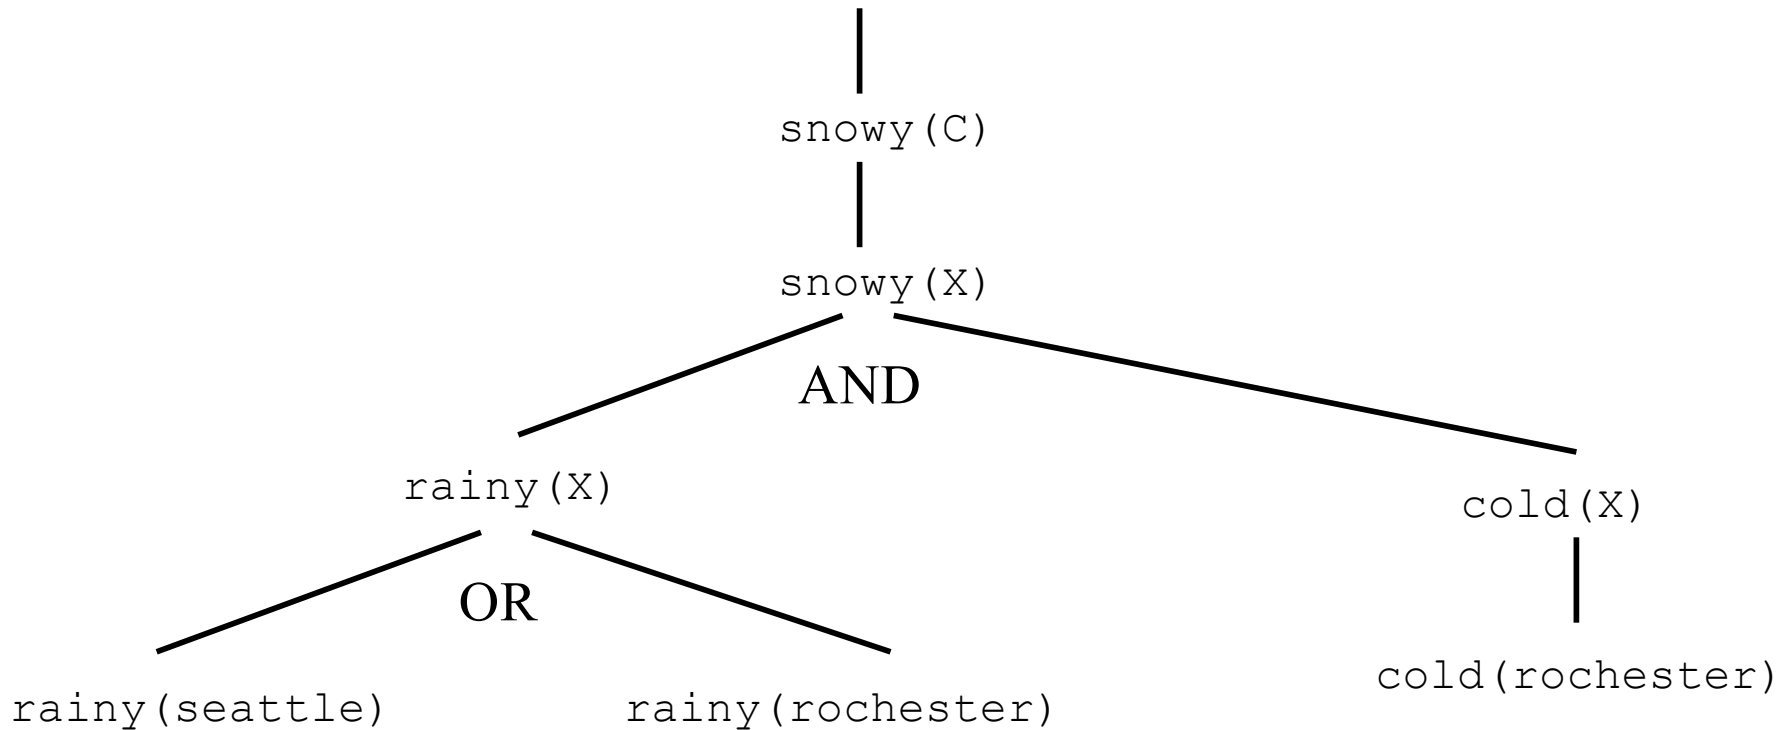 snowy(C)
snowy(X)
AND
rainy(X)
cold(X)
OR
cold(rochester)
rainy(seattle)
rainy(rochester)